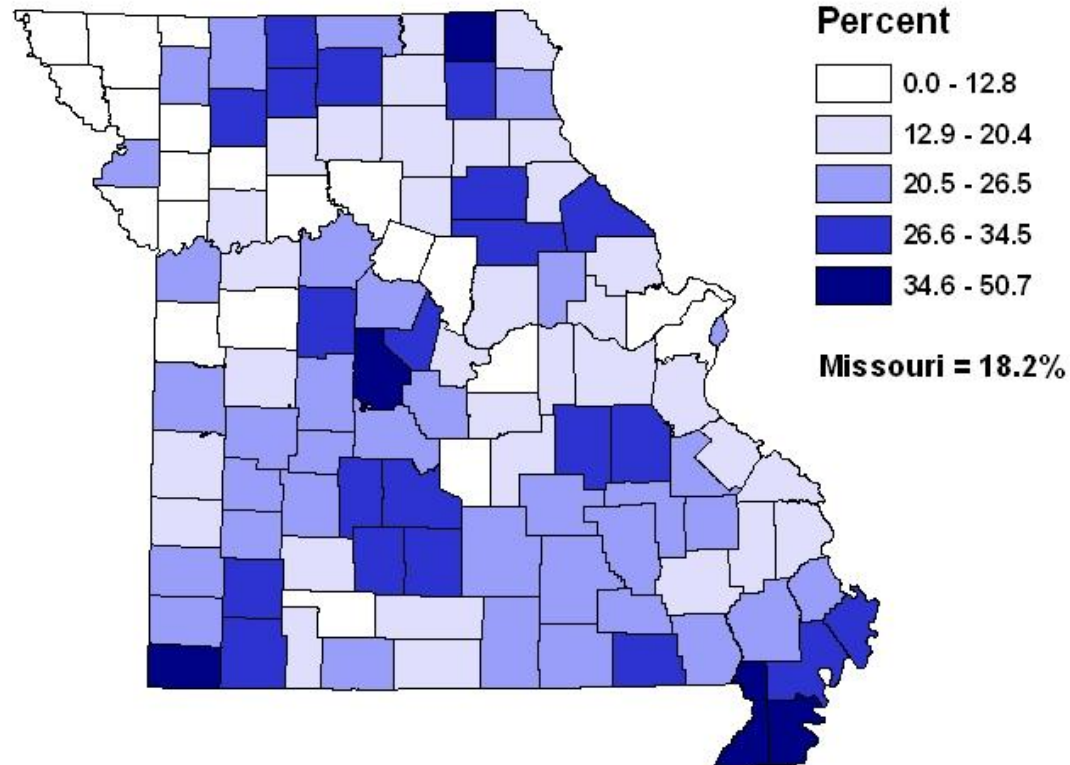 Percent
0.0 - 12.8
12.9 - 20.4
20.5 - 26.5
26.6 - 34.5
34.6 - 50.7
Missouri = 18.2%